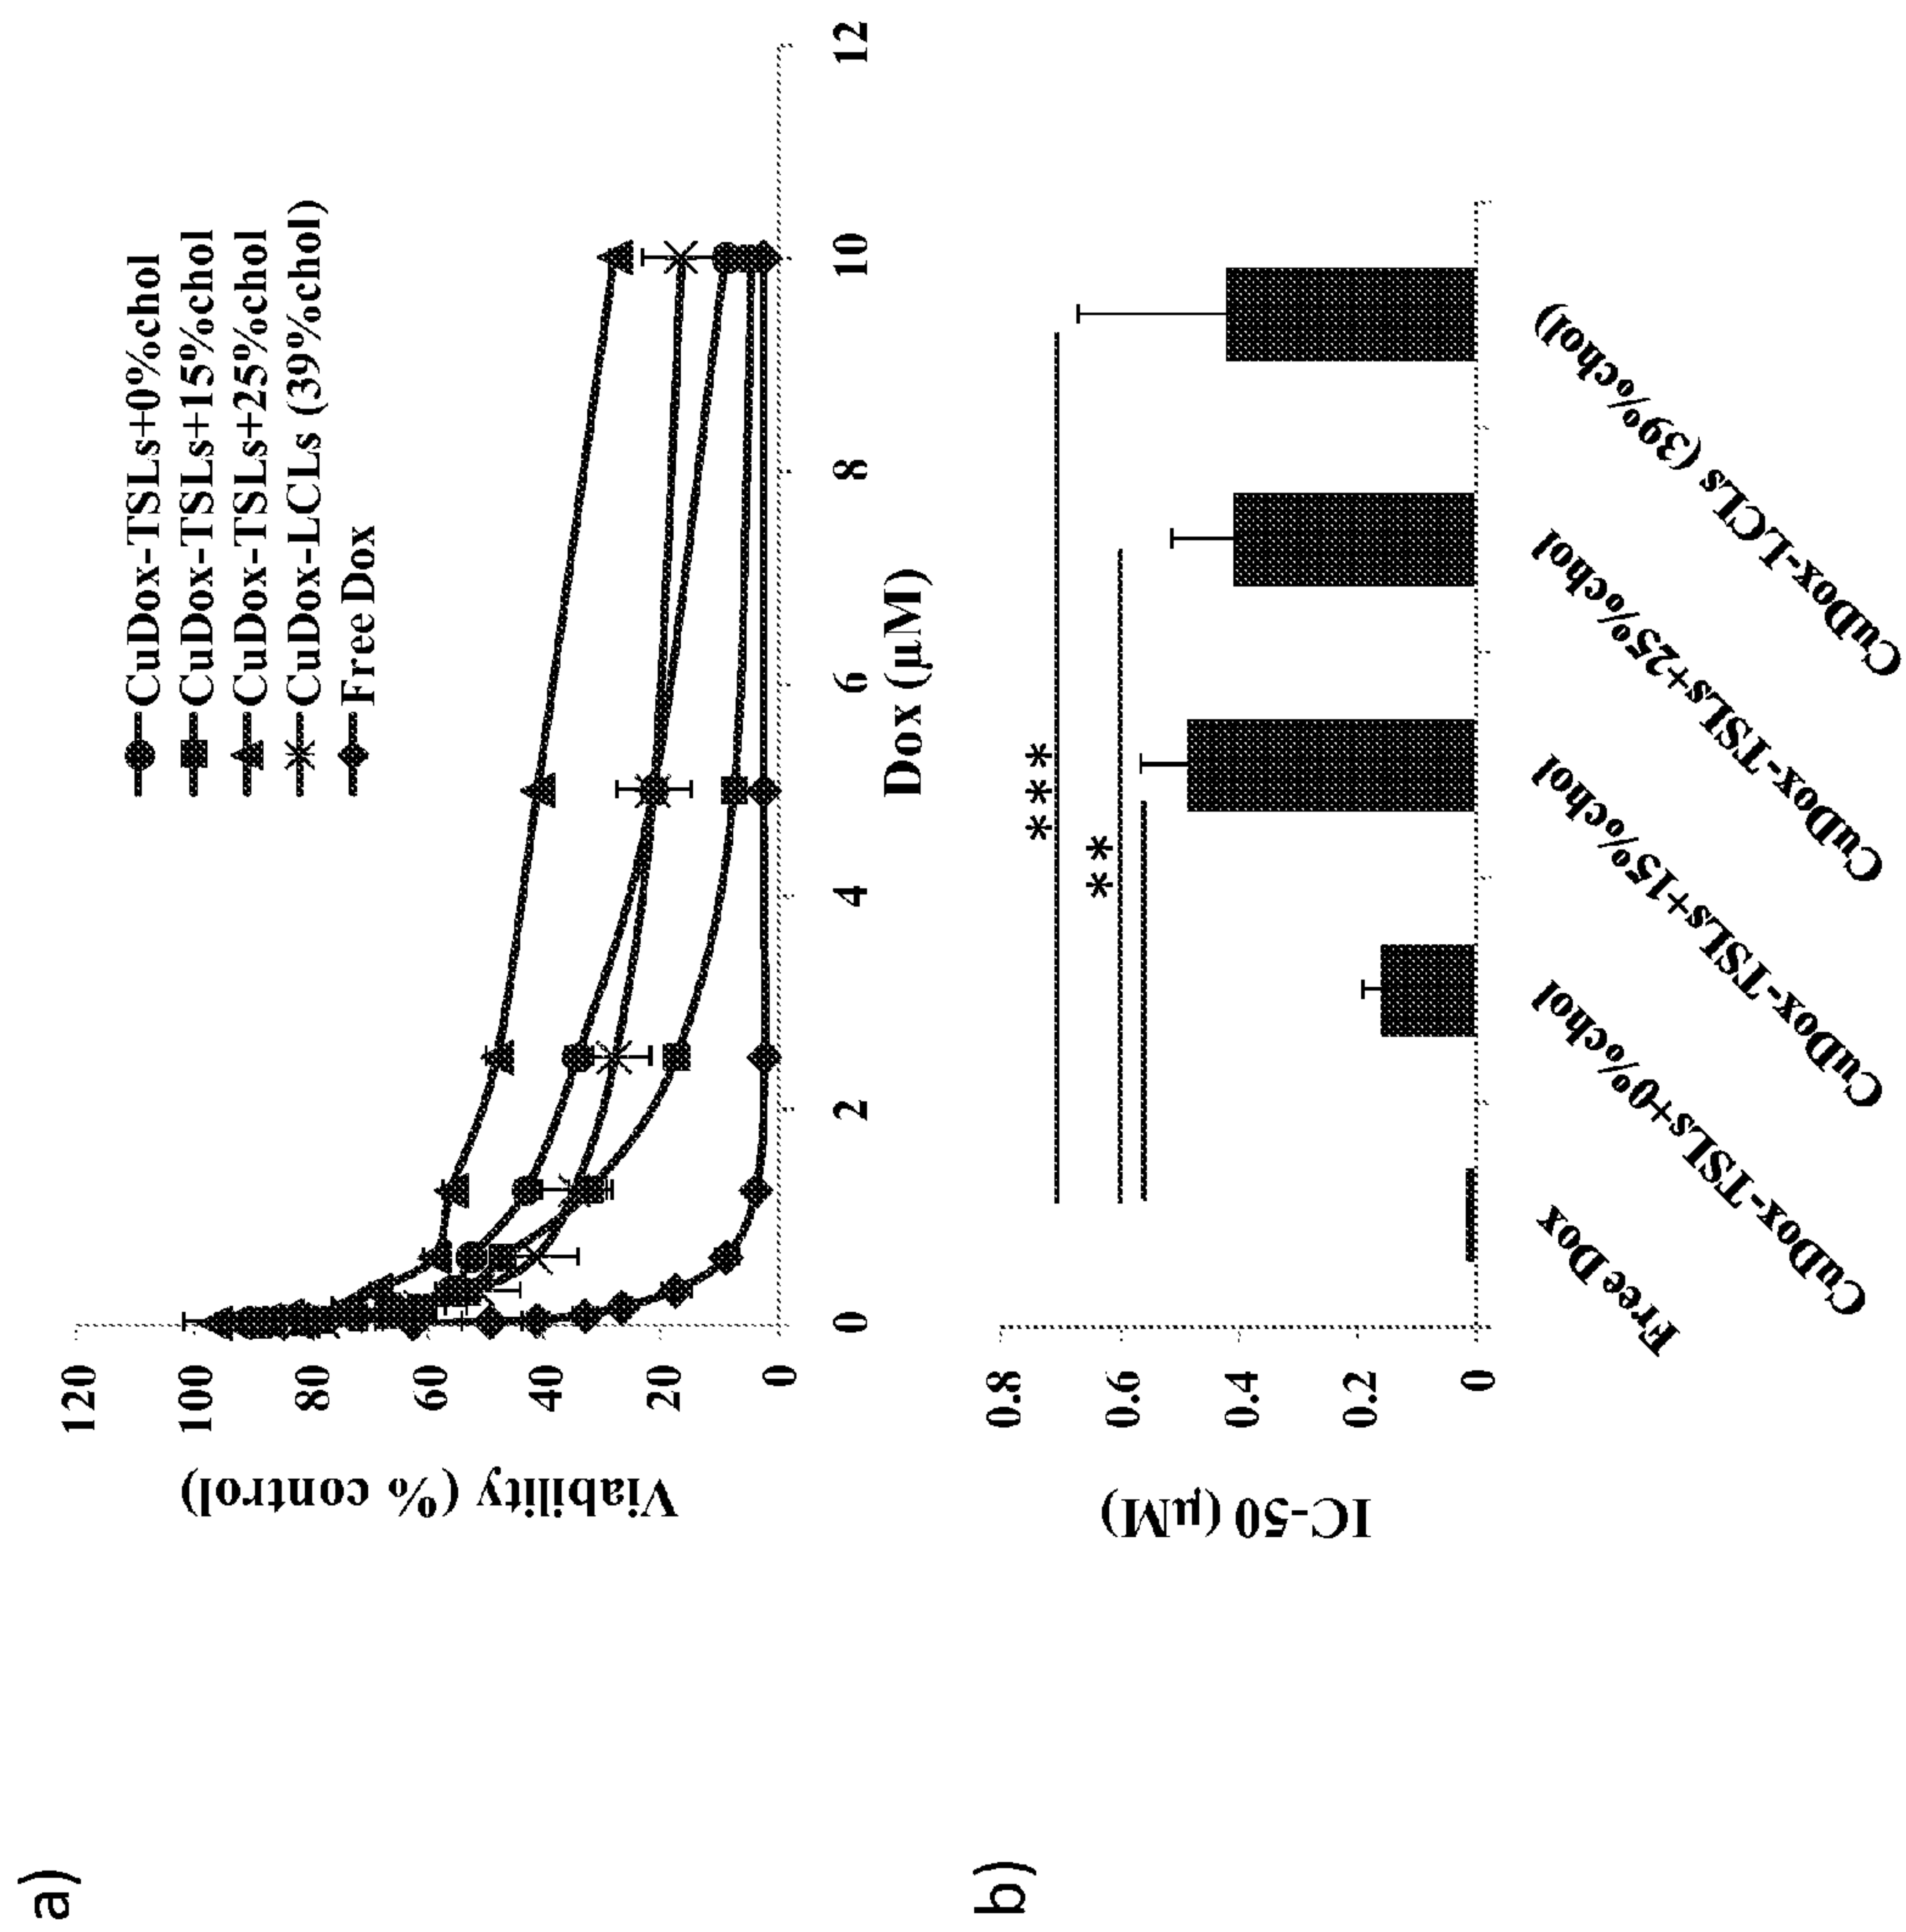 a)
120
100
80
60
40
20
0
Viability (% control)
0
2
4
6
8
10
12
Dox (µM)
CuDox-TSLs+0%chol
CuDox-TSLs+15%chol
CuDox-TSLs+25%chol
CuDox-LCLs (39%chol)
Free Dox
b)
0.8
0.6
0.4
0.2
0
IC-50 (µM)
***
**
Free Dox
CuDox-TSLs+0%chol
CuDox-TSLs+15%chol
CuDox-TSLs+25%chol
CuDox-LCLs (39%chol)